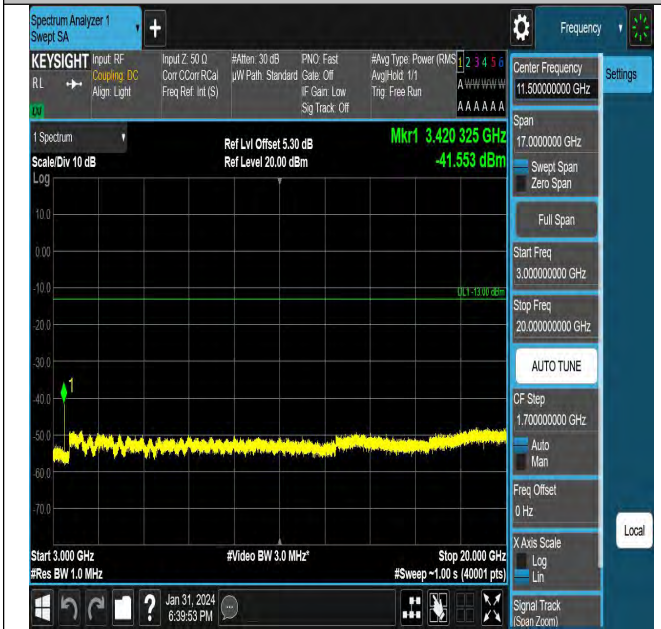 Spectrum Analyzer 1
Swept SA
+
Frequency
KEYSIGHT
RL
Input: RF
Coupling: DC
Align: Light
Input Z: 50 Ω
Corr CCorr RCal
Freq Ref: Int (S)
#Atten: 30 dB
µW Path: Standard
PNO: Fast
Gate: Off
IF Gain: Low
Sig Track: Off
#Avg Type: Power (RMS
Avg|Hold: 1/1
Trig: Free Run
1 2 3 4 5 6
A W W W W W
A A A A A A
Center Frequency
11.500000000 GHz
Settings
1 Spectrum
Scale/Div 10 dB
Ref Lvl Offset 5.30 dB
Ref Level 20.00 dBm
Mkr1 3.420 325 GHz
-41.553 dBm
Span
17.0000000 GHz
Swept Span
Zero Span
Full Span
Start Freq
3.000000000 GHz
Stop Freq
20.000000000 GHz
AUTO TUNE
CF Step
1.700000000 GHz
Auto
Man
Freq Offset
0 Hz
X Axis Scale
Log
Lin
Signal Track
(Span Zoom)
Local
Log
10.0
0.00
-10.0
DL1 -13.00 dBm
-20.0
-30.0
-40.0
1
-50.0
-60.0
-70.0
Start 3.000 GHz
#Res BW 1.0 MHz
#Video BW 3.0 MHz*
Stop 20.000 GHz
#Sweep ~1.00 s (40001 pts)
?
Jan 31, 2024
6:39:53 PM